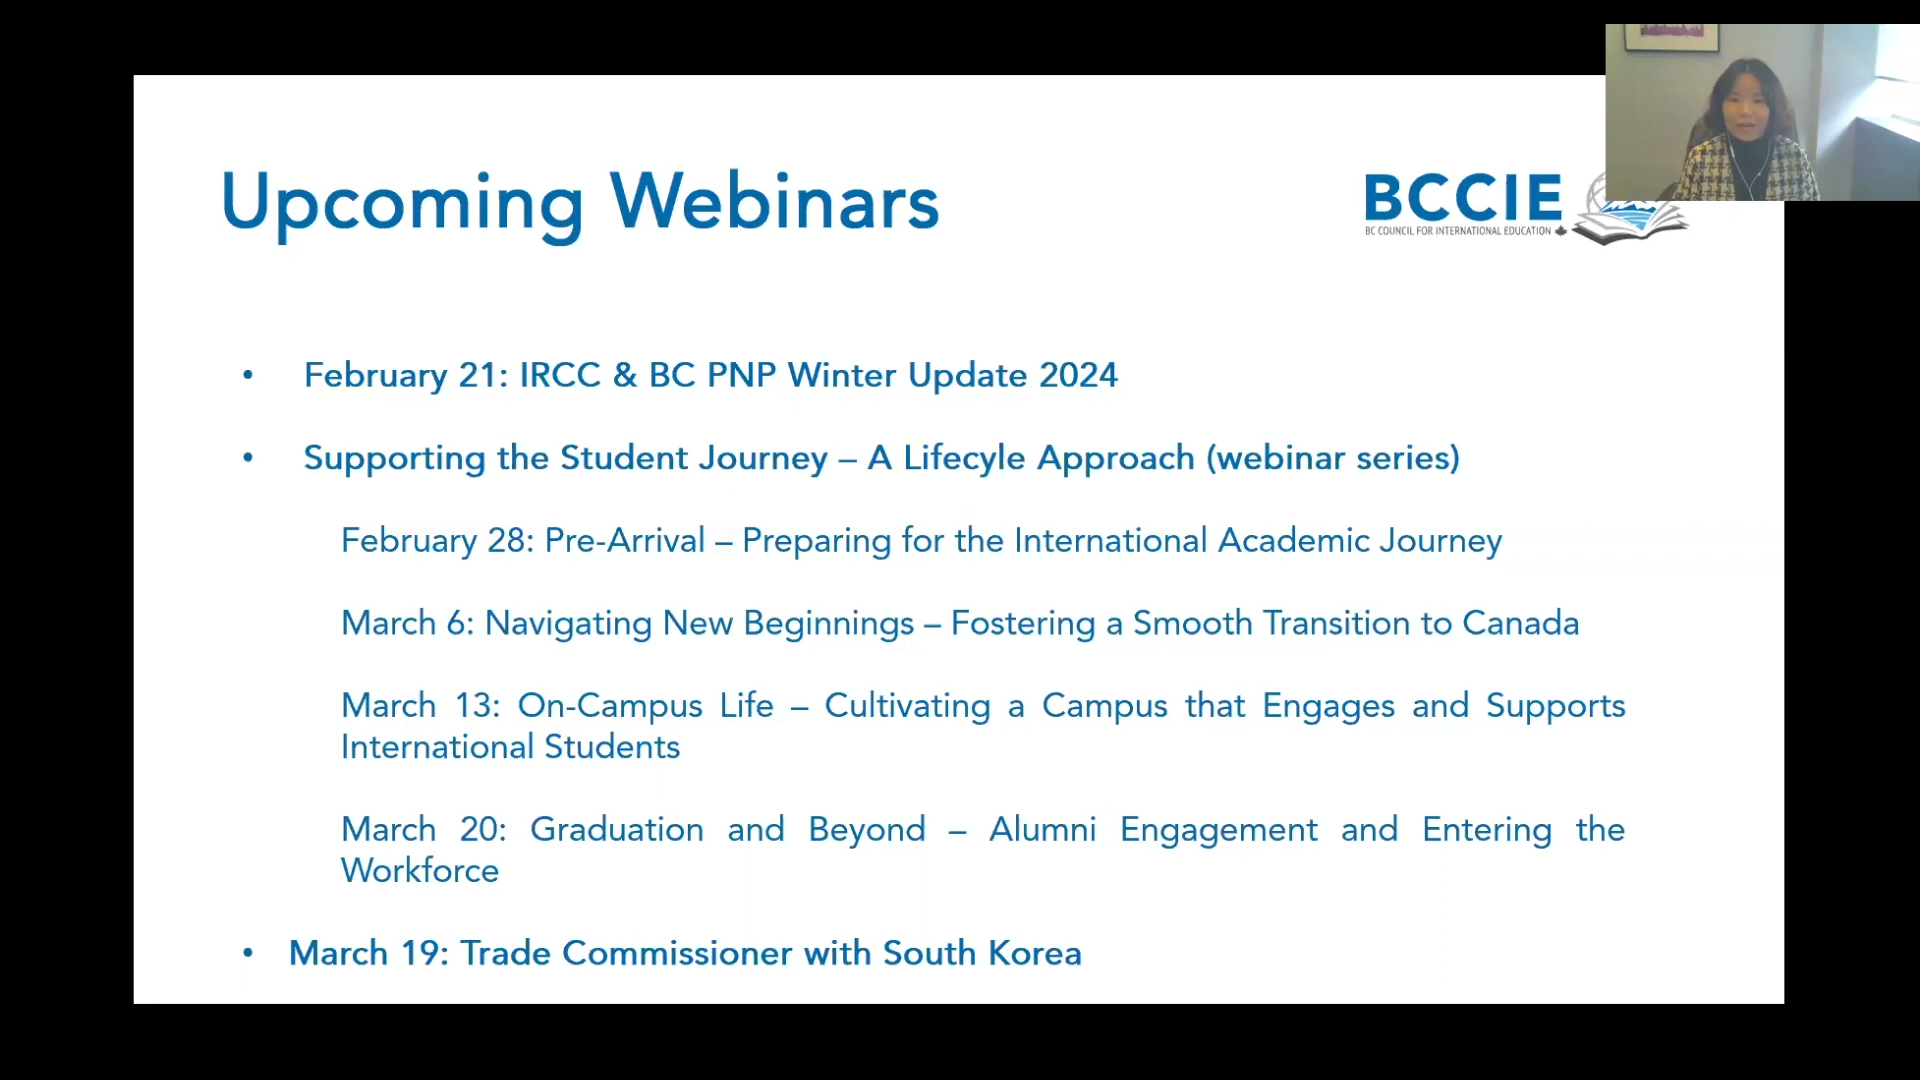 Upcoming Webinars
BCCIE
BC COUNCIL FOR INTERNATIONAL EDUCATION
• February 21: IRCC & BC PNP Winter Update 2024
• Supporting the Student Journey – A Lifecyle Approach (webinar series)
February 28: Pre-Arrival – Preparing for the International Academic Journey
March 6: Navigating New Beginnings – Fostering a Smooth Transition to Canada
March 13: On-Campus Life – Cultivating a Campus that Engages and Supports
International Students
March 20: Graduation and Beyond – Alumni Engagement and Entering the
Workforce
• March 19: Trade Commissioner with South Korea